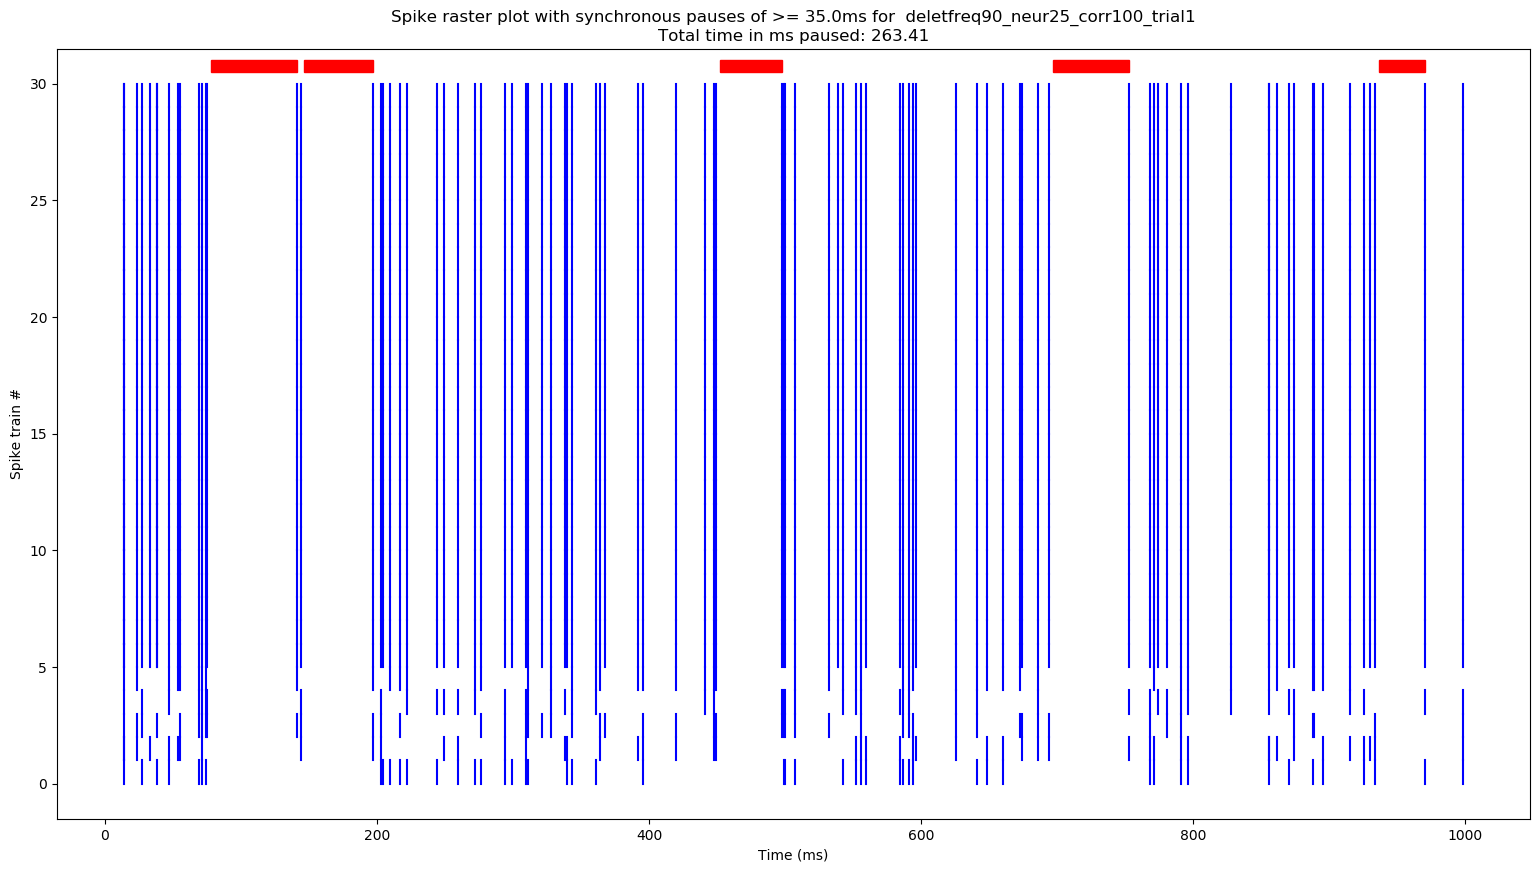 Spike raster plot with synchronous pauses of >= 35.0ms for  deletfreq90_neur25_corr100_trial1
Total time in ms paused: 263.41
30
25
20
15
10
5
0
Spike train #
0 200 400 600 800 1000
Time (ms)